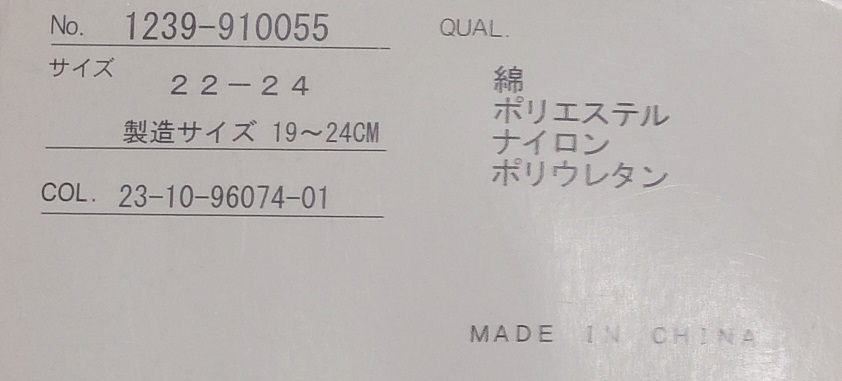 No. 1239-910055
サイズ
22-24
製造サイズ 19~24CM
COL. 23-10-96074-01
QUAL.
綿
ポリエステル
ナイロン
ポリウレタン
MADE IN CHINA